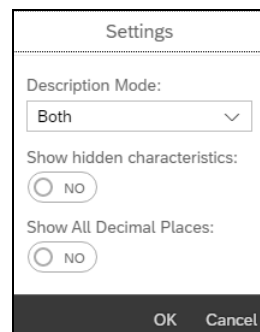 Settings
Description Mode:
Both
Show hidden characteristics:
NO
Show All Decimal Places:
NO
OK Cancel